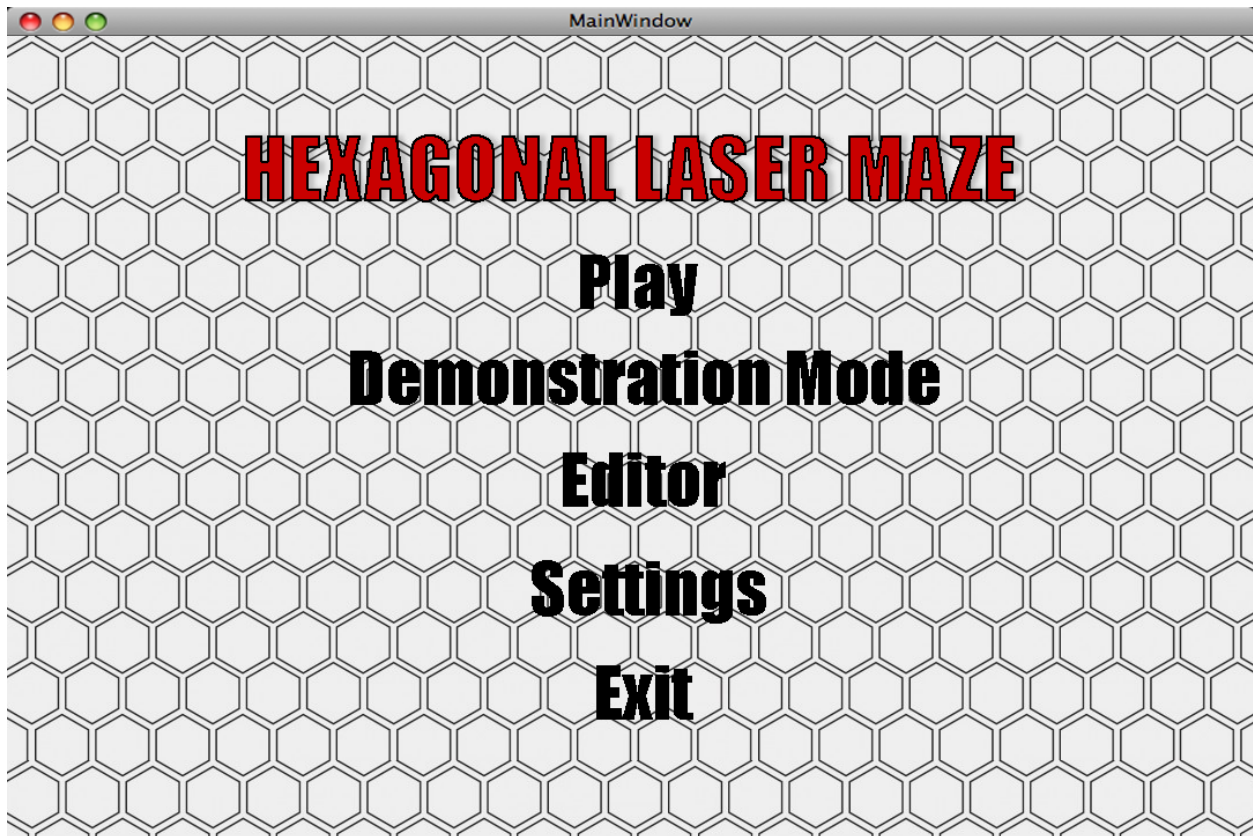 MainWindow
HEXAGONAL LASER MAZE
Play
Demonstration Mode
Editor
Settings
Exit